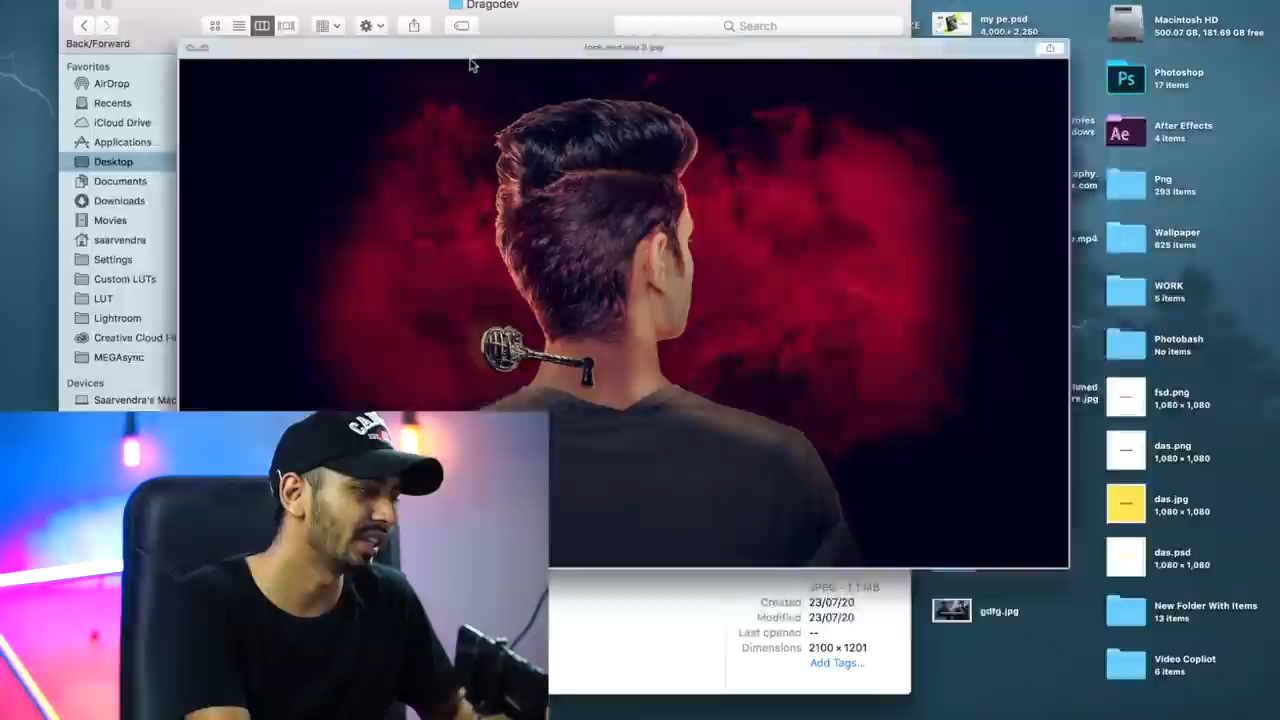 Dragodev
Search
Back/Forward
Favorites
AirDrop
Recents
iCloud Drive
Applications
Desktop
Documents
Downloads
Movies
saarvendra
Settings
Custom LUTs
LUT
Lightroom
Creative Cloud Fil
MEGAsync
Devices
Saarvendra's Mac
JPEG - 1.1 MB
Created 23/07/20
Modified 23/07/20
Last opened --
Dimensions 2100 × 1201
Add Tags...
my pe.psd
4,000 × 2,250
gdfg.jpg
Macintosh HD
500.07 GB, 181.69 GB free
Ps
Photoshop
17 items
Ae
After Effects
4 items
Png
293 items
Wallpaper
625 items
WORK
5 items
Photobash
No items
fsd.png
1,080 × 1,080
das.png
1,080 × 1,080
das.jpg
1,080 × 1,080
das.psd
1,080 × 1,080
New Folder With Items
13 items
Video Copliot
6 items